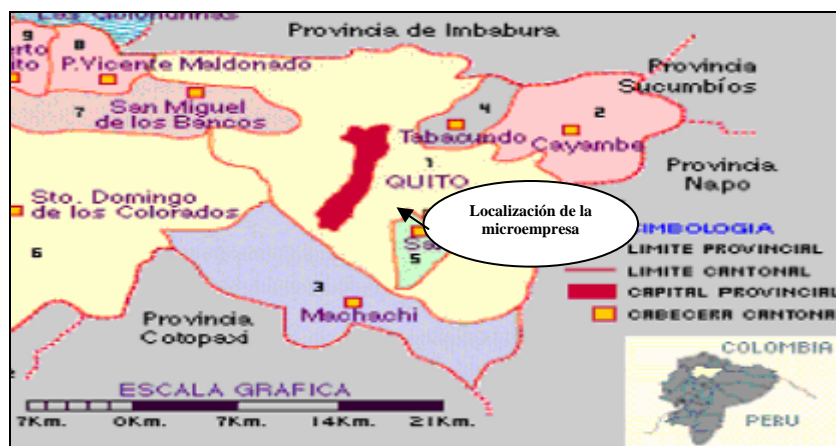 Provincia de Imbabura
9
8
P.Vicente Maldonado
Provincia
Sucumbíos
7
San Miguel
de los Bancos
4
2
Tabacundo
Cayambe
1
QUITO
Provincia
Napo
Sto. Domingo
de los Colorados
Localización de la
microempresa
6
5
LIMITE PROVINCIAL
LIMITE CANTONAL
3
CAPITAL PROVINCIAL
Machachi
CABECERA CANTONA
Provincia
Cotopaxi
COLOMBIA
ESCALA GRAFICA
PERU
7Km.
0Km.
7Km.
14Km.
21Km.